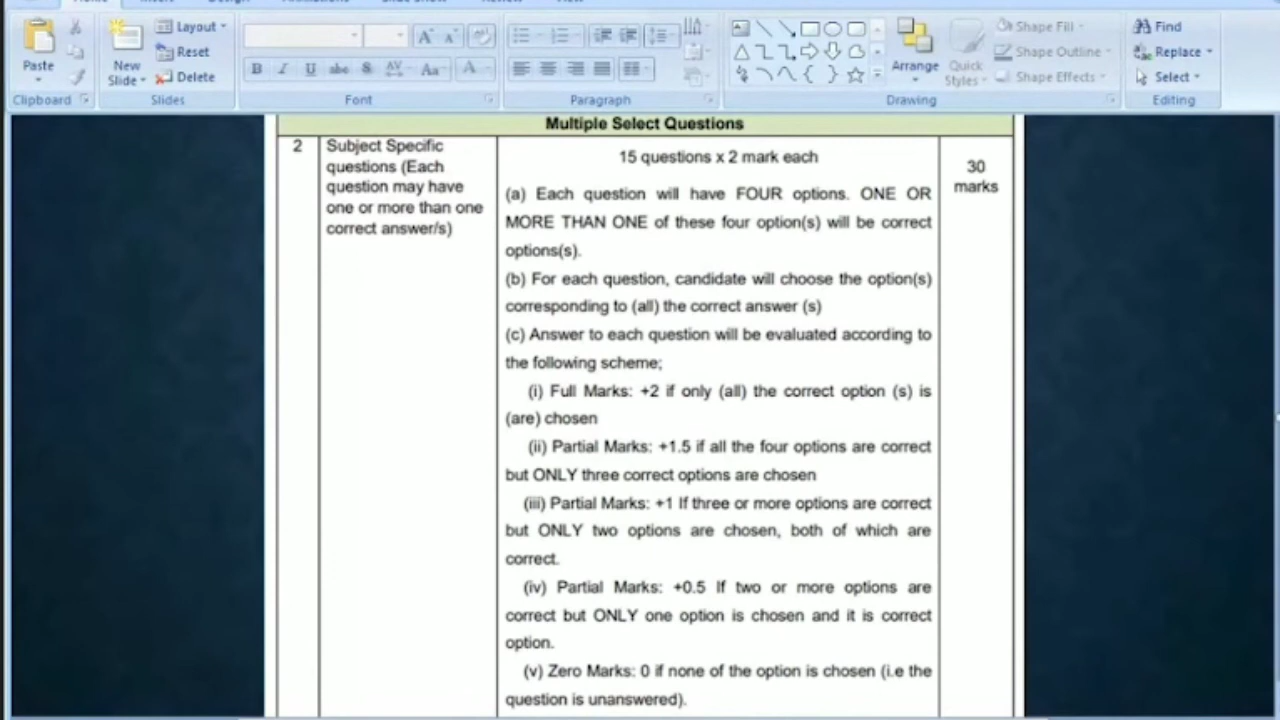 Layout
Reset
Delete
Paste
New
Slide
Clipboard
Slides
B I U abc S AV Aa A
Font
Paragraph
Arrange
Quick
Styles
Shape Fill
Shape Outline
Shape Effects
Drawing
Find
Replace
Select
Editing
Multiple Select Questions
2
Subject Specific
questions (Each
question may have
one or more than one
correct answer/s)
15 questions x 2 mark each
(a) Each question will have FOUR options. ONE OR
MORE THAN ONE of these four option(s) will be correct
options(s).
(b) For each question, candidate will choose the option(s)
corresponding to (all) the correct answer (s)
(c) Answer to each question will be evaluated according to
the following scheme;
(i) Full Marks: +2 if only (all) the correct option (s) is
(are) chosen
(ii) Partial Marks: +1.5 if all the four options are correct
but ONLY three correct options are chosen
(iii) Partial Marks: +1 If three or more options are correct
but ONLY two options are chosen, both of which are
correct.
(iv) Partial Marks: +0.5 If two or more options are
correct but ONLY one option is chosen and it is correct
option.
(v) Zero Marks: 0 if none of the option is chosen (i.e the
question is unanswered).
30
marks